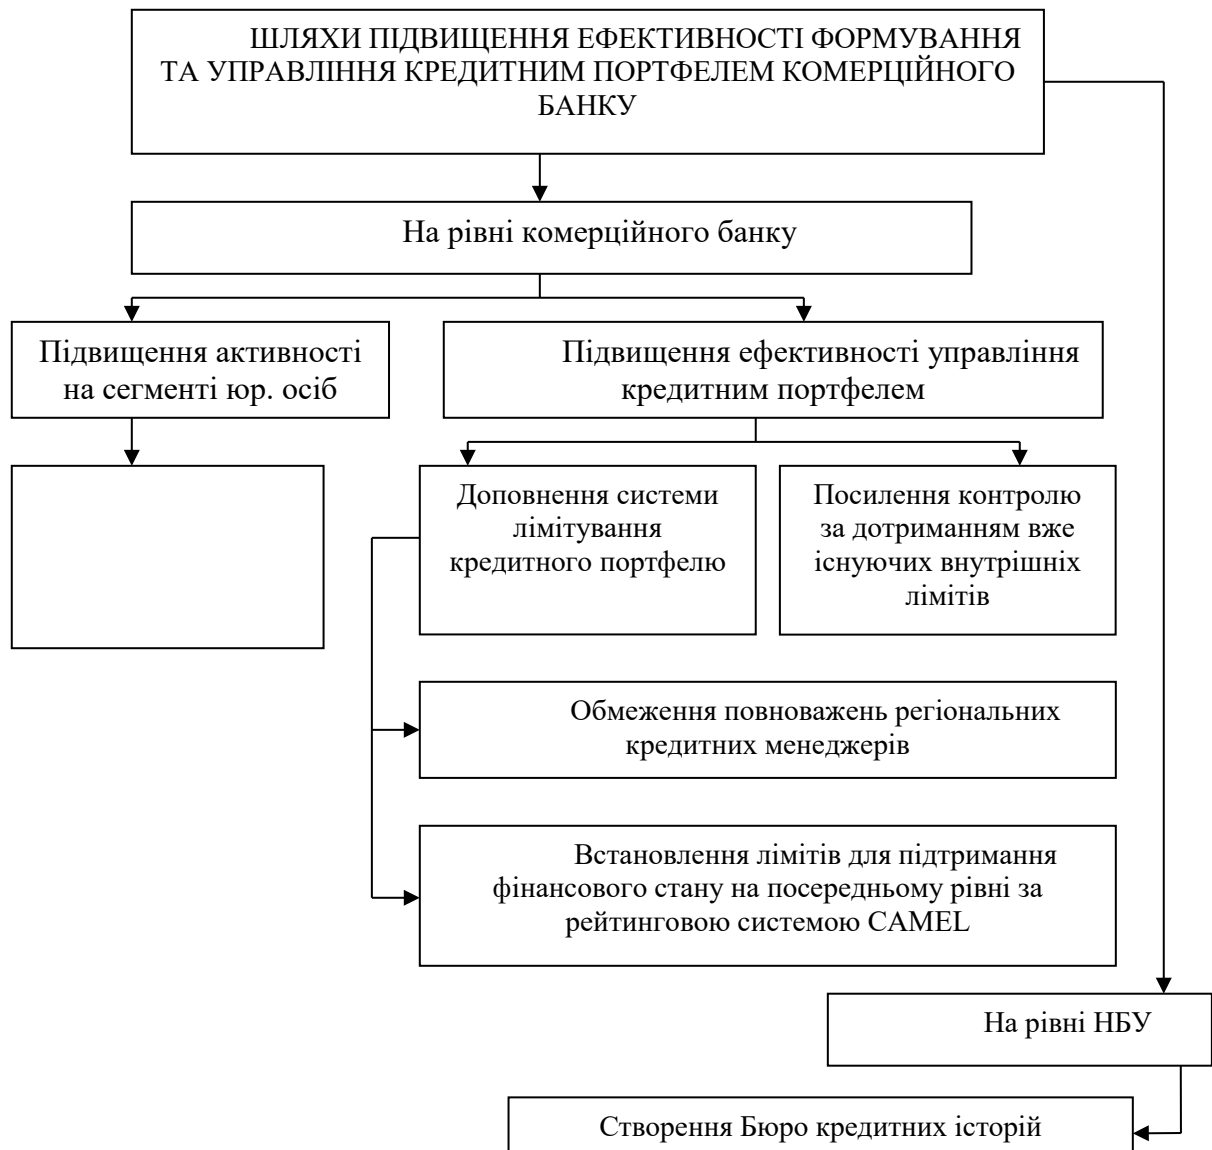 ШЛЯХИ ПІДВИЩЕННЯ ЕФЕКТИВНОСТІ ФОРМУВАННЯ
ТА УПРАВЛІННЯ КРЕДИТНИМ ПОРТФЕЛЕМ КОМЕРЦІЙНОГО
БАНКУ
На рівні комерційного банку
Підвищення активності
на сегменті юр. осіб
Підвищення ефективності управління
кредитним портфелем
Доповнення системи
лімітування
кредитного портфелю
Посилення контролю
за дотриманням вже
існуючих внутрішніх
лімітів
Обмеження повноважень регіональних
кредитних менеджерів
Встановлення лімітів для підтримання
фінансового стану на посередньому рівні за
рейтинговою системою CAMEL
На рівні НБУ
Створення Бюро кредитних історій